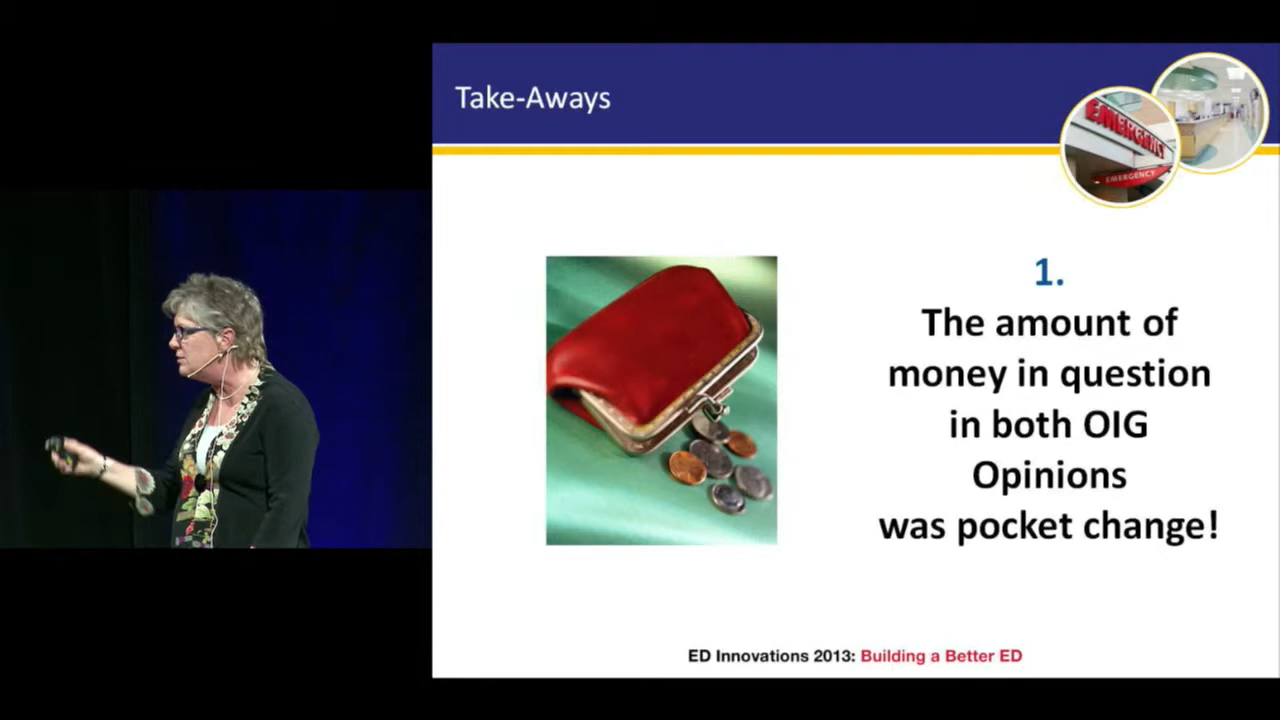 Take-Aways
EMERGENCY
EMERGENCY
1.
The amount of
money in question
in both OIG
Opinions
was pocket change!
ED Innovations 2013: Building a Better ED